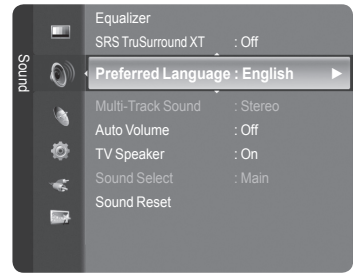 Sound
Equalizer
SRS TruSurround XT : Off
Preferred Language : English
Multi-Track Sound : Stereo
Auto Volume : Off
TV Speaker : On
Sound Select : Main
Sound Reset